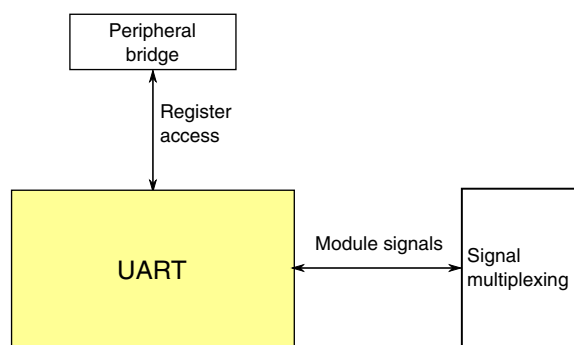 Peripheral
bridge
Register
access
UART
Module signals
Signal
multiplexing